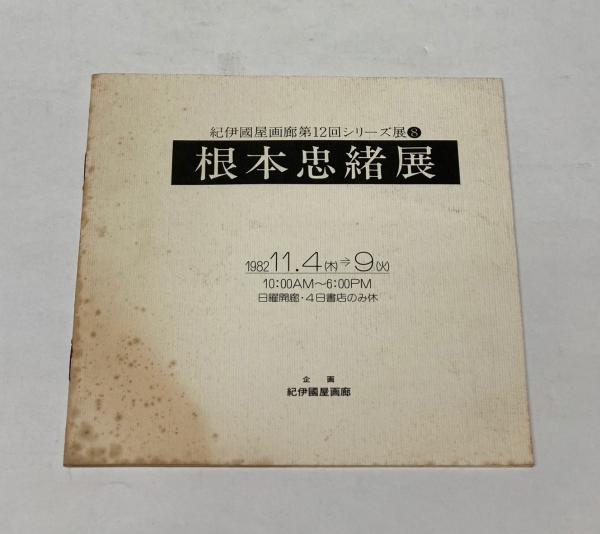 紀伊國屋画廊第12回シリーズ展❽
根本忠緒展
1982 11.4(木)⇒9(火)
10:00AM〜6:00PM
日曜開廊・4日書店のみ休
企画
紀伊國屋画廊